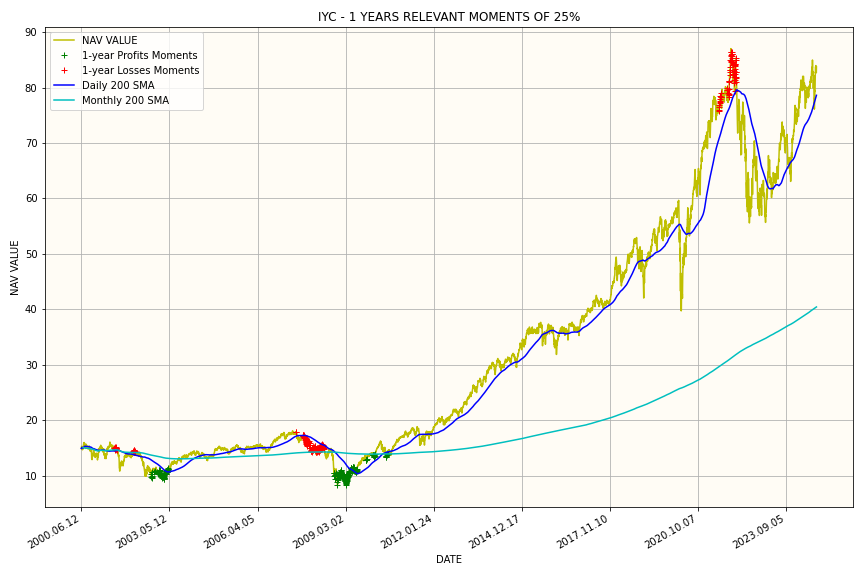 IYC - 1 YEARS RELEVANT MOMENTS OF 25%
NAV VALUE
1-year Profits Moments
1-year Losses Moments
Daily 200 SMA
Monthly 200 SMA
90
80
70
60
50
40
30
20
10
NAV VALUE
2000.06.12
2003.05.12
2006.04.05
2009.03.02
2012.01.24
2014.12.17
2017.11.10
2020.10.07
2023.09.05
DATE